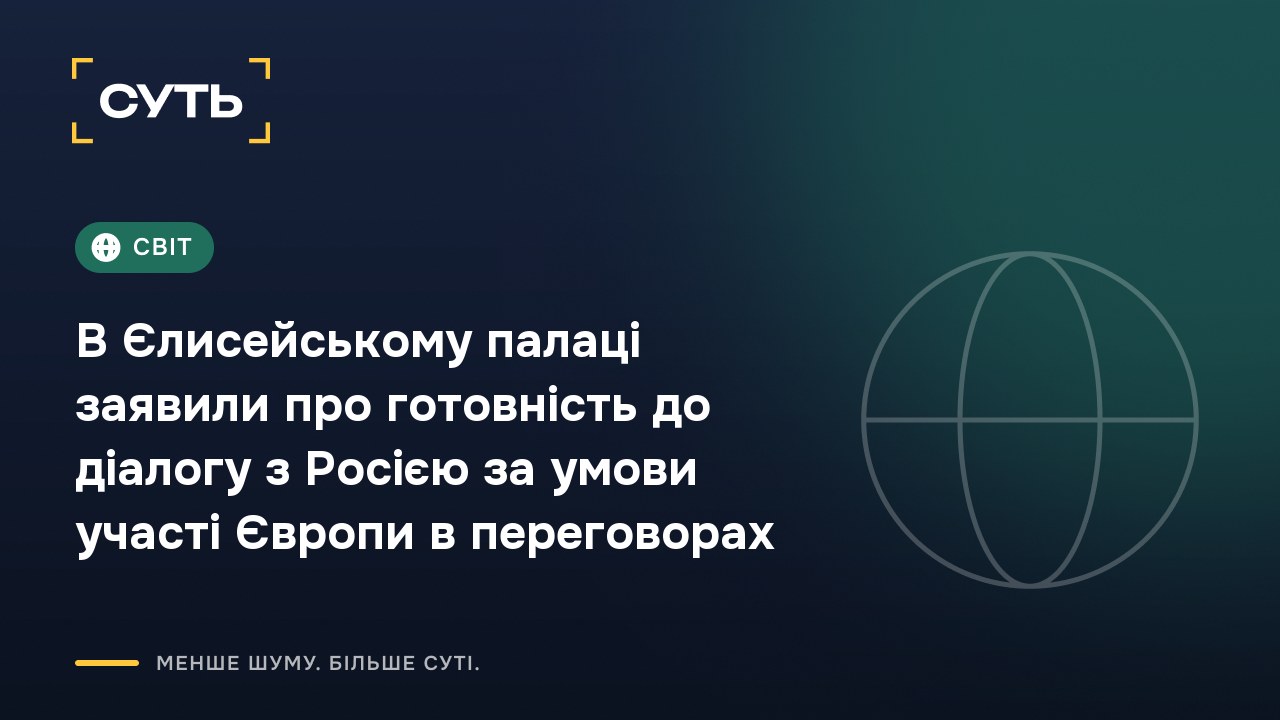 СУТЬ
СВІТ
В Єлисейському палаці
заявили про готовність до
діалогу з Росією за умови
участі Європи в переговорах
МЕНШЕ ШУМУ. БІЛЬШЕ СУТІ.